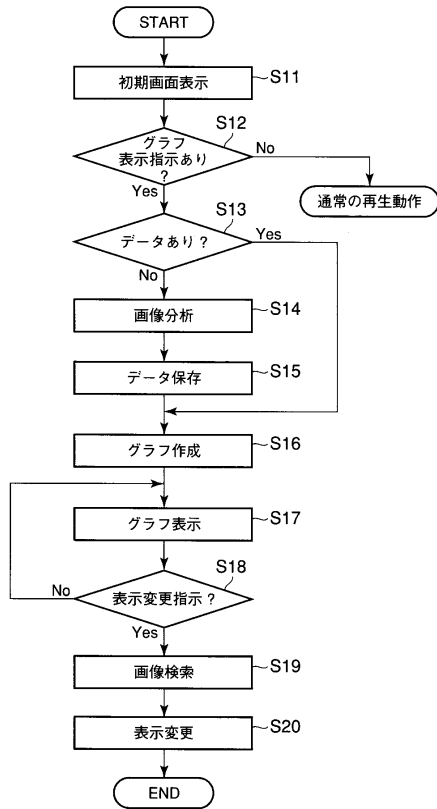 START
初期画面表示
S11
グラフ
表示指示あり
?
S12
No
Yes
通常の再生動作
データあり?
S13
Yes
No
画像分析
S14
データ保存
S15
グラフ作成
S16
グラフ表示
S17
表示変更指示?
S18
No
Yes
画像検索
S19
表示変更
S20
END